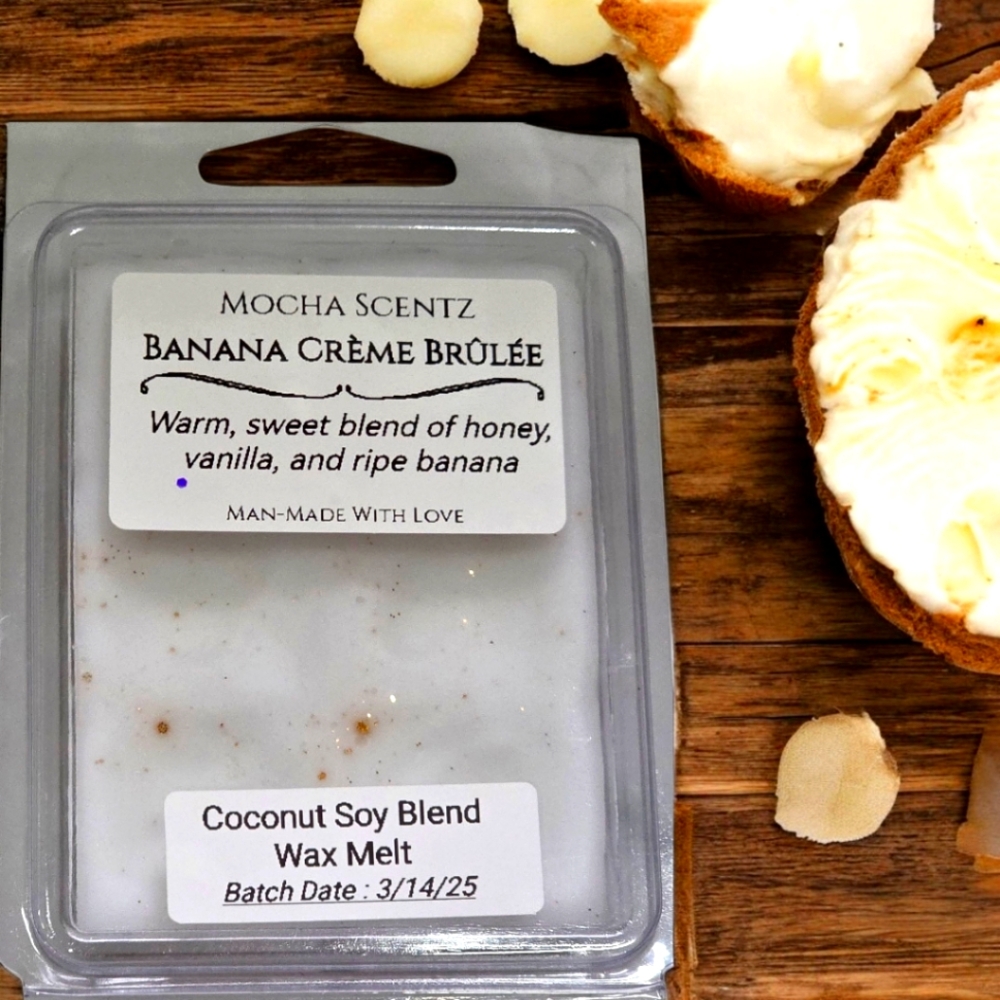 Mocha Scentz
Banana Crème Brûlée
Warm, sweet blend of honey,
vanilla, and ripe banana
Man-Made With Love
Coconut Soy Blend
Wax Melt
Batch Date : 3/14/25